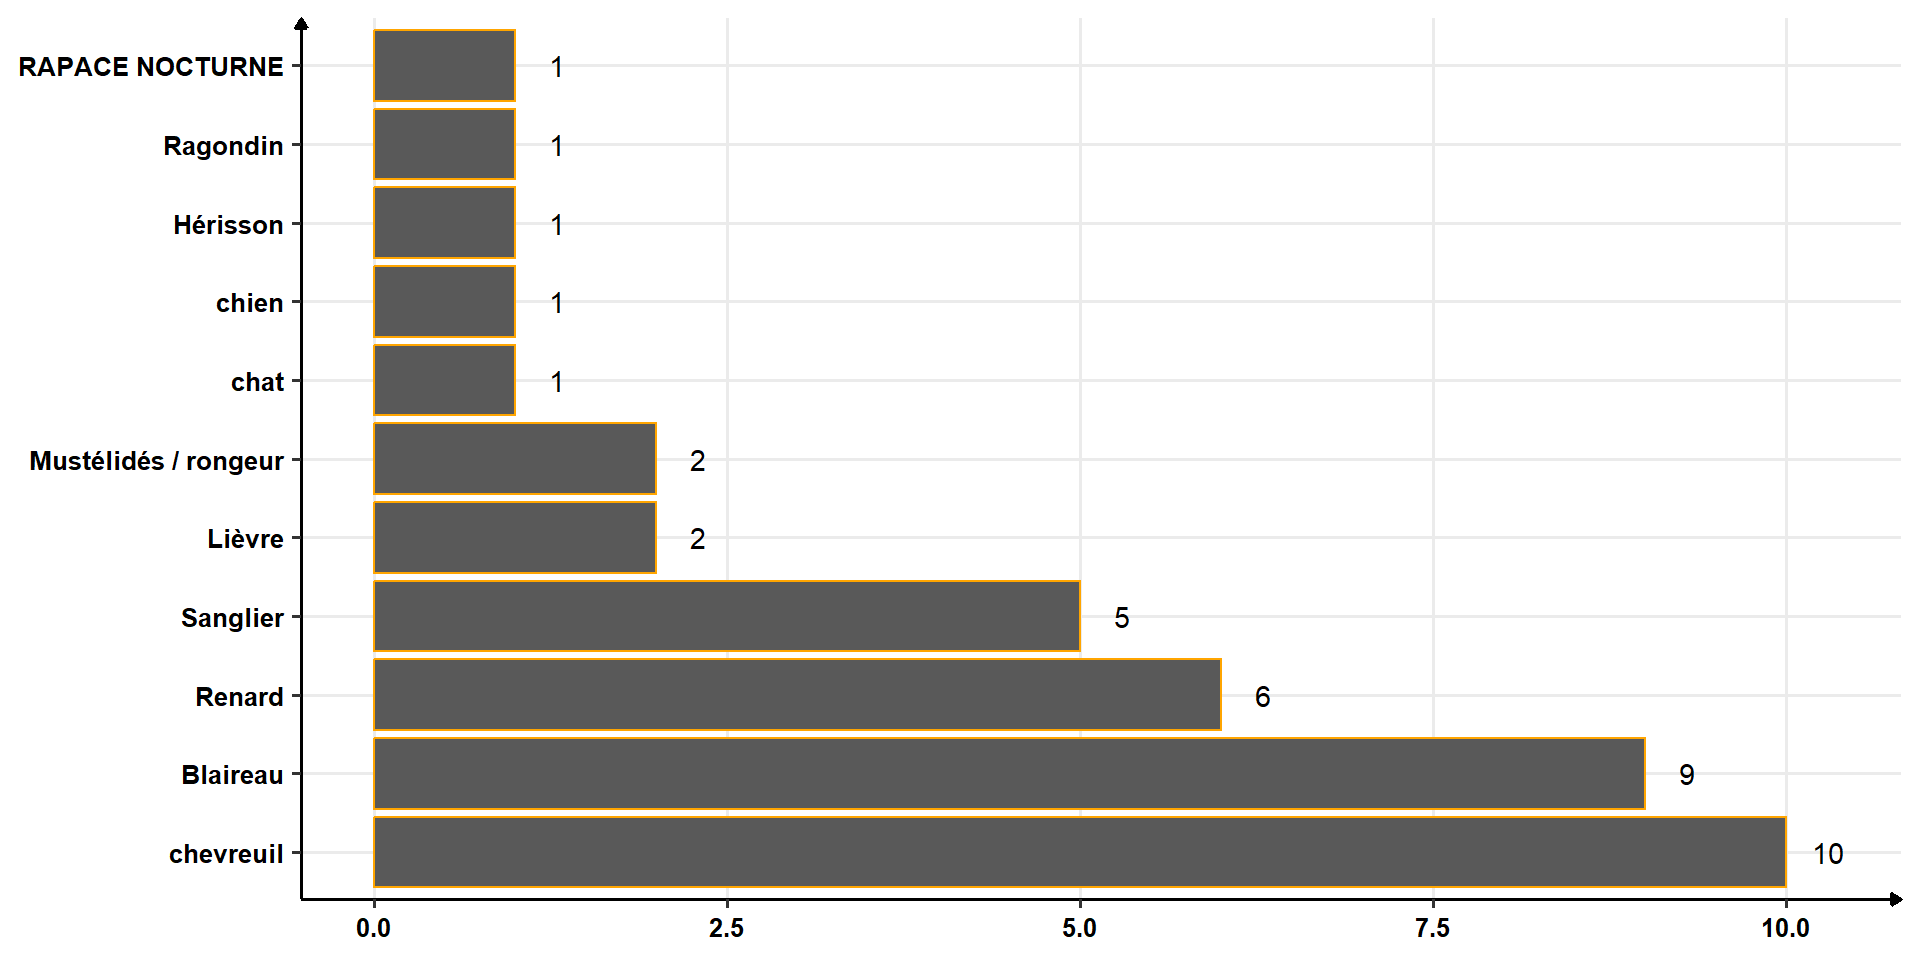 RAPACE NOCTURNE 1
Ragondin 1
Hérisson 1
chien 1
chat 1
Mustélidés / rongeur 2
Lièvre 2
Sanglier 5
Renard 6
Blaireau 9
chevreuil 10
0.0 2.5 5.0 7.5 10.0